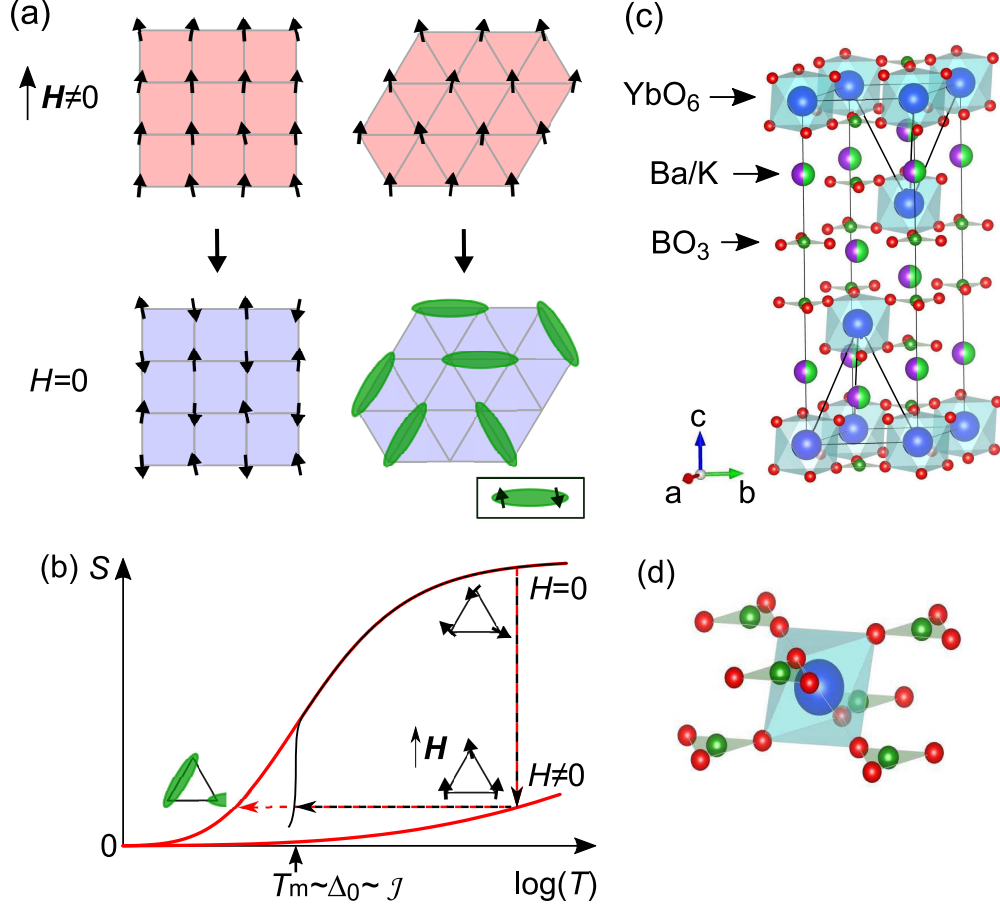 (a)
H≠0
H=0
(b)
S
H=0
H
H≠0
0
Tm~Δ0~ 𝒥
log(T)
(c)
YbO6
Ba/K
BO3
c
a
b
(d)